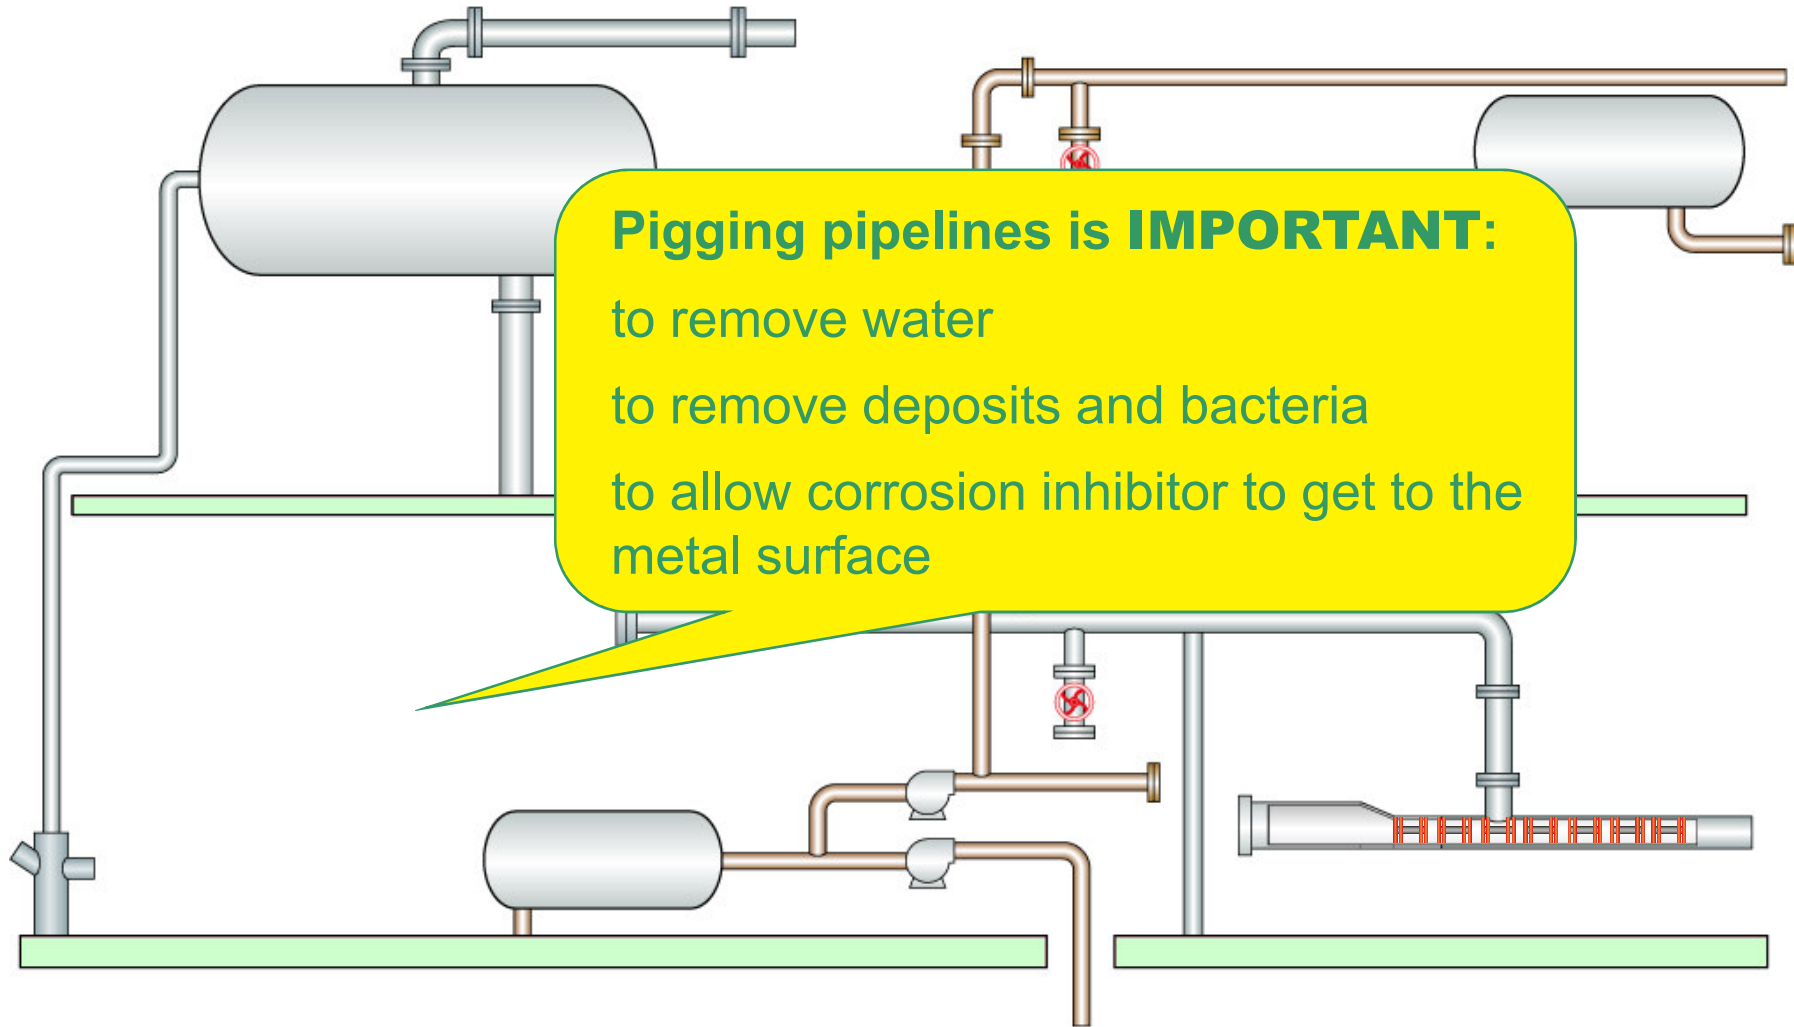 Pigging pipelines is IMPORTANT:
to remove water
to remove deposits and bacteria
to allow corrosion inhibitor to get to the
metal surface